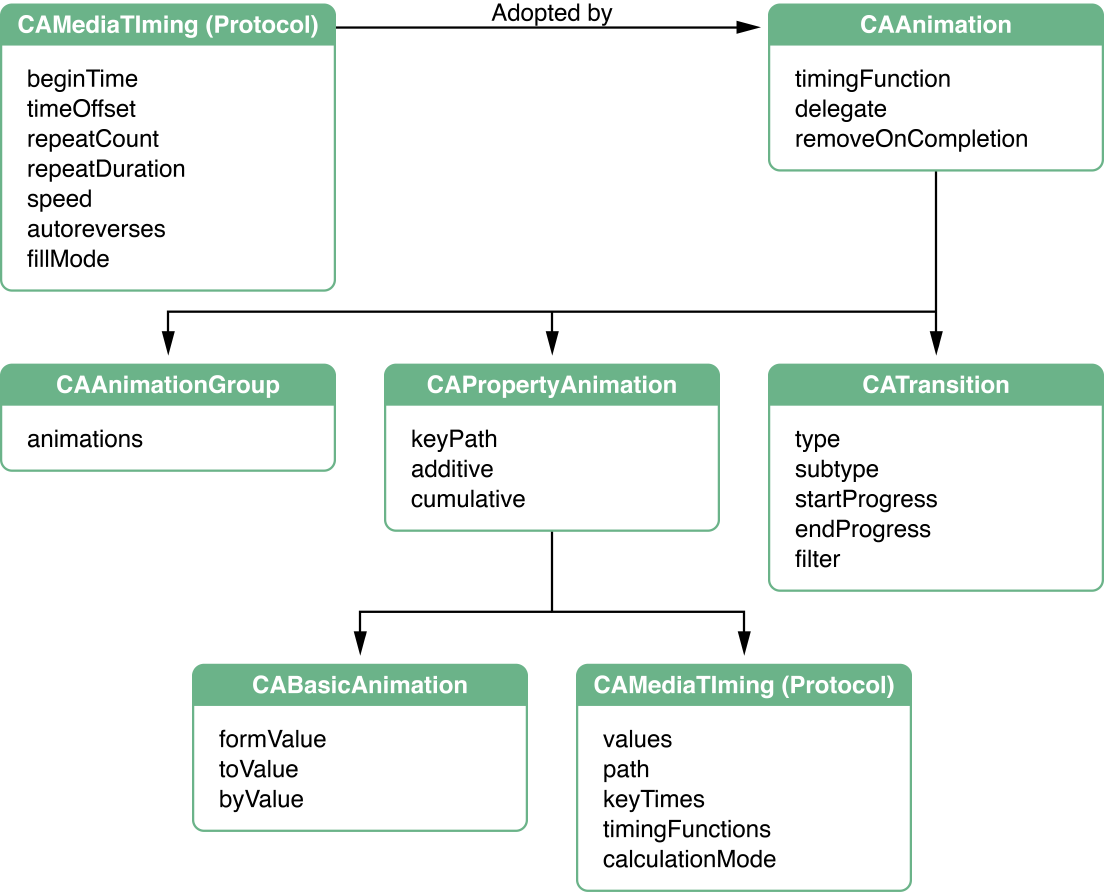 CAMediaTIming (Protocol)
Adopted by
CAAnimation
beginTime
timeOffset
repeatCount
repeatDuration
speed
autoreverses
fillMode
timingFunction
delegate
removeOnCompletion
CAAnimationGroup
animations
CAPropertyAnimation
keyPath
additive
cumulative
CATransition
type
subtype
startProgress
endProgress
filter
CABasicAnimation
formValue
toValue
byValue
CAMediaTIming (Protocol)
values
path
keyTimes
timingFunctions
calculationMode